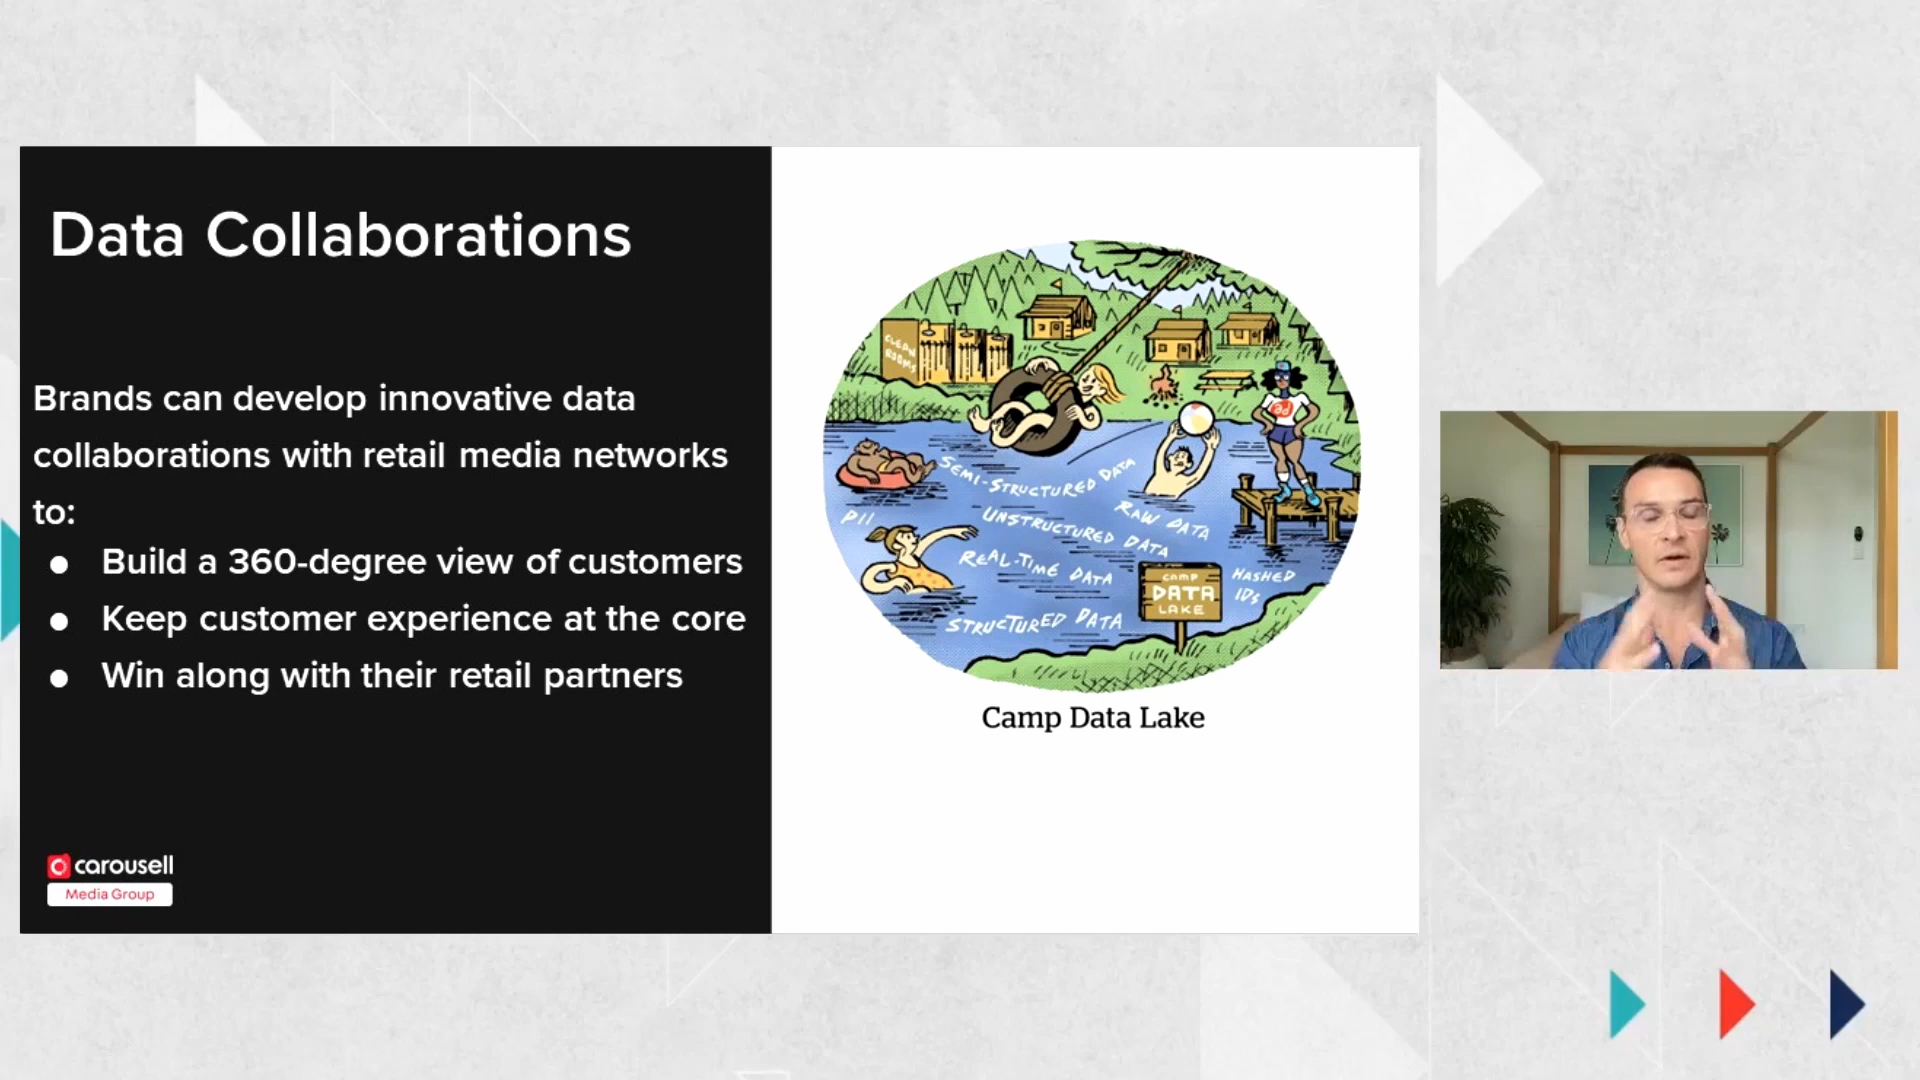 Data Collaborations
Brands can develop innovative data
collaborations with retail media networks
to:
● Build a 360-degree view of customers
● Keep customer experience at the core
● Win along with their retail partners
carousell
Media Group
CLEAN
ROOMS
ad
SEMI-STRUCTURED DATA
PII
UNSTRUCTURED DATA
RAW DATA
REAL-TIME DATA
HASHED
IDs
STRUCTURED DATA
CAMP
DATA
LAKE
Camp Data Lake